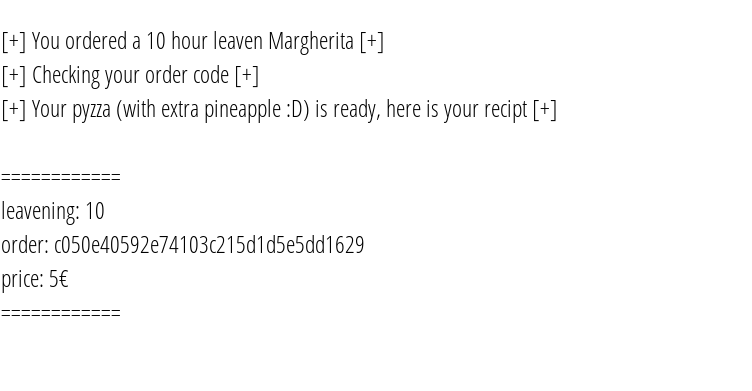 [+] You ordered a 10 hour leaven Margherita [+]
[+] Checking your order code [+]
[+] Your pyzza (with extra pineapple :D) is ready, here is your recipt [+]
============
leavening: 10
order: c050e40592e74103c215d1d5e5dd1629
price: 5€
============